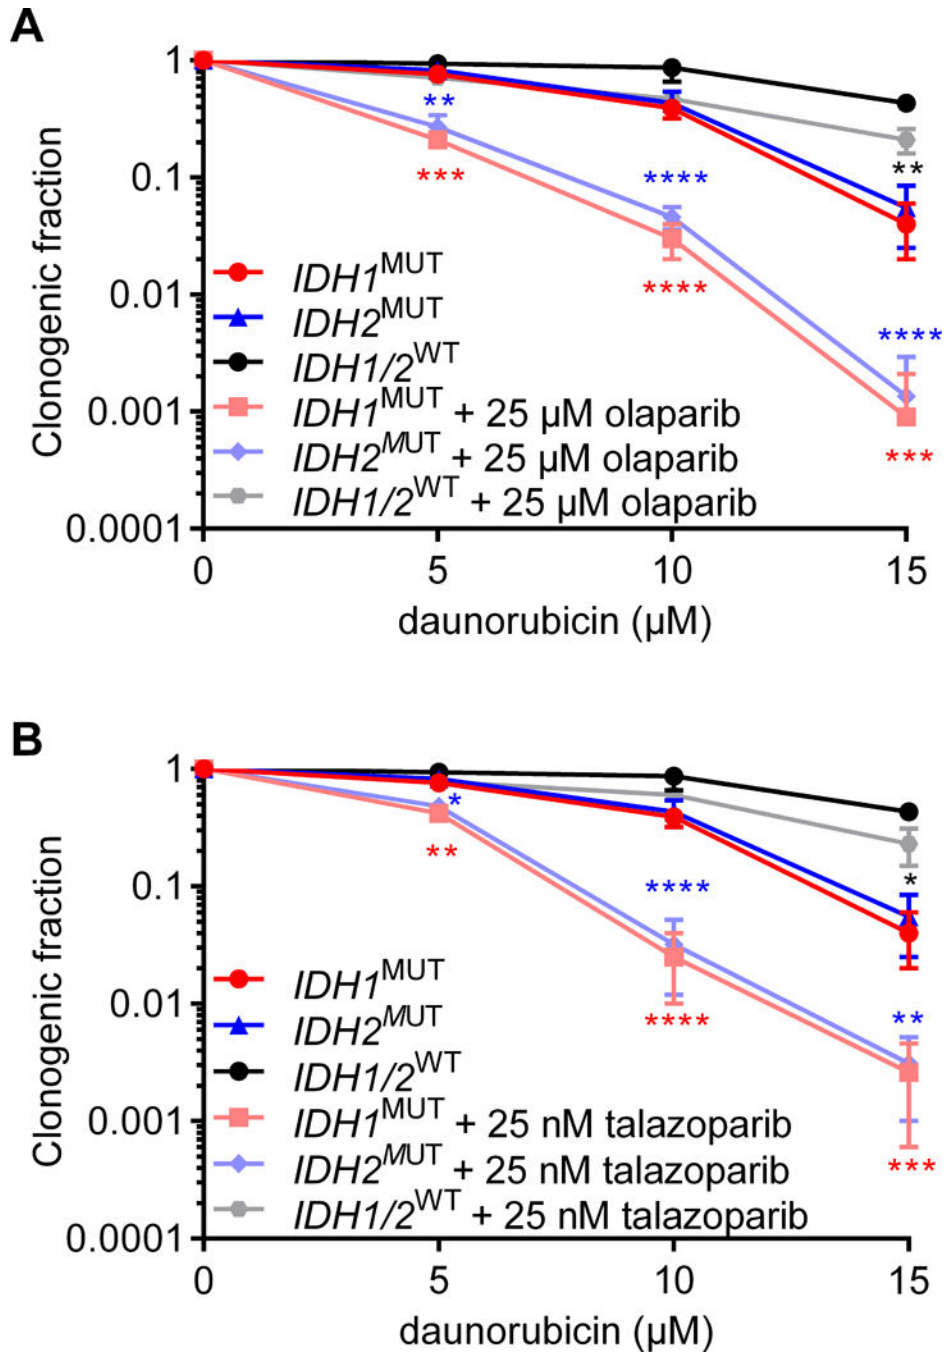 A
Clonogenic fraction
1
0.1
0.01
0.001
0.0001
**
***
****
****
**
****
***
IDH1MUT
IDH2MUT
IDH1/2WT
IDH1MUT + 25 µM olaparib
IDH2MUT + 25 µM olaparib
IDH1/2WT + 25 µM olaparib
0 5 10 15
daunorubicin (µM)
B
Clonogenic fraction
1
0.1
0.01
0.001
0.0001
*
**
****
****
*
**
***
IDH1MUT
IDH2MUT
IDH1/2WT
IDH1MUT + 25 nM talazoparib
IDH2MUT + 25 nM talazoparib
IDH1/2WT + 25 nM talazoparib
0 5 10 15
daunorubicin (µM)